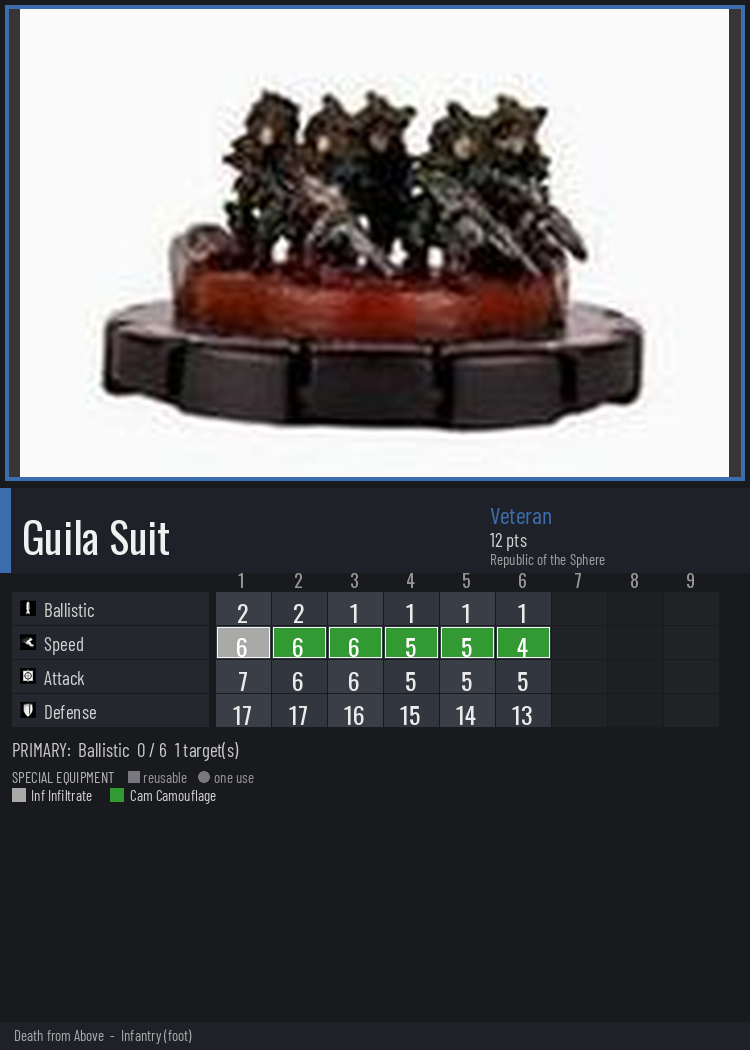 Guila Suit
Veteran
12 pts
Republic of the Sphere
1 2 3 4 5 6 7 8 9
Ballistic 2 2 1 1 1 1
Speed 6 6 6 5 5 4
Attack 7 6 6 5 5 5
Defense 17 17 16 15 14 13
PRIMARY: Ballistic 0 / 6 1 target(s)
SPECIAL EQUIPMENT reusable one use
Inf Infiltrate Cam Camouflage
Death from Above - Infantry (foot)